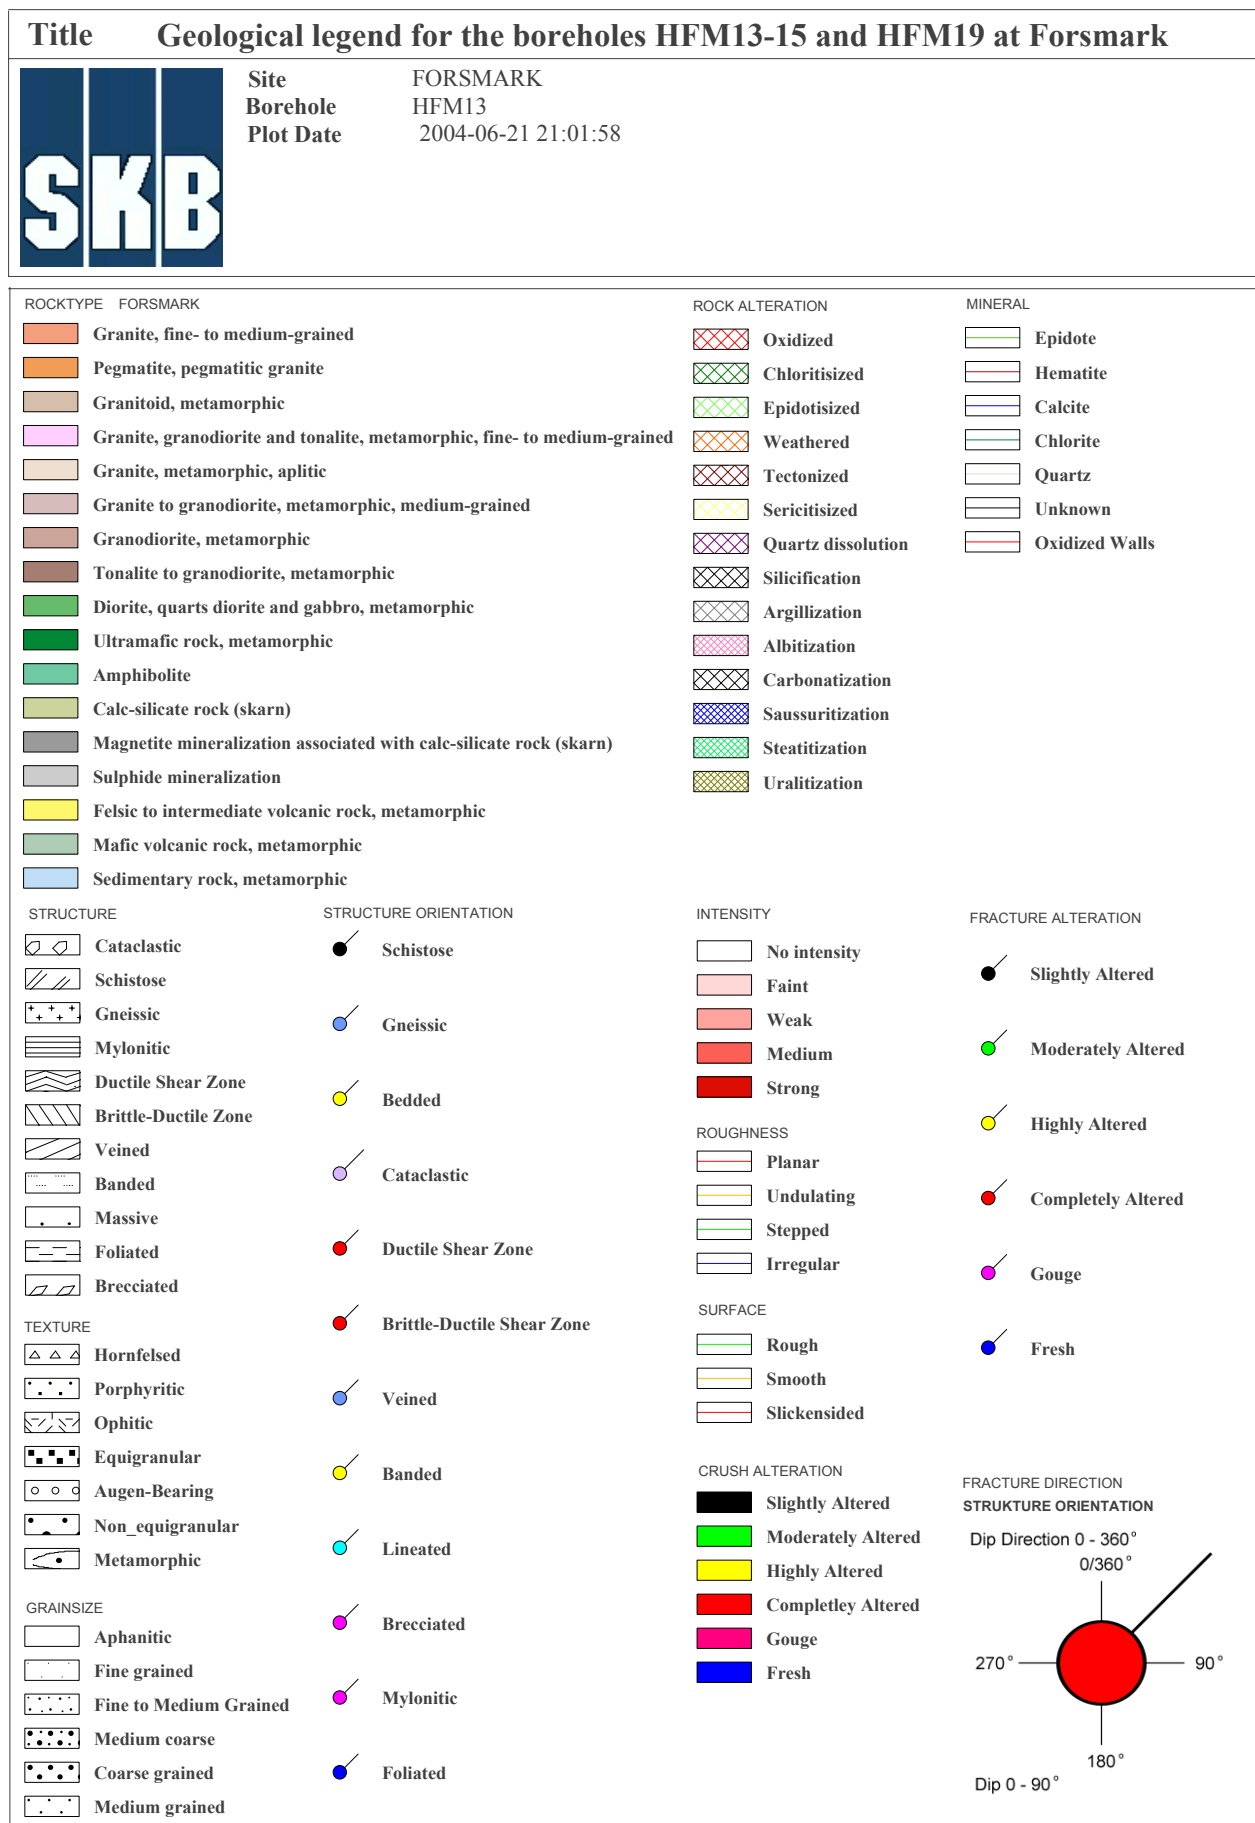 Title Geological legend for the boreholes HFM13-15 and HFM19 at Forsmark
SKB
Site FORSMARK
Borehole HFM13
Plot Date 2004-06-21 21:01:58
ROCKTYPE FORSMARK
Granite, fine- to medium-grained
Pegmatite, pegmatitic granite
Granitoid, metamorphic
Granite, granodiorite and tonalite, metamorphic, fine- to medium-grained
Granite, metamorphic, aplitic
Granite to granodiorite, metamorphic, medium-grained
Granodiorite, metamorphic
Tonalite to granodiorite, metamorphic
Diorite, quarts diorite and gabbro, metamorphic
Ultramafic rock, metamorphic
Amphibolite
Calc-silicate rock (skarn)
Magnetite mineralization associated with calc-silicate rock (skarn)
Sulphide mineralization
Felsic to intermediate volcanic rock, metamorphic
Mafic volcanic rock, metamorphic
Sedimentary rock, metamorphic
ROCK ALTERATION
Oxidized
Chloritisized
Epidotisized
Weathered
Tectonized
Sericitisized
Quartz dissolution
Silicification
Argillization
Albitization
Carbonatization
Saussuritization
Steatitization
Uralitization
MINERAL
Epidote
Hematite
Calcite
Chlorite
Quartz
Unknown
Oxidized Walls
STRUCTURE
Cataclastic
Schistose
Gneissic
Mylonitic
Ductile Shear Zone
Brittle-Ductile Zone
Veined
Banded
Massive
Foliated
Brecciated
TEXTURE
Hornfelsed
Porphyritic
Ophitic
Equigranular
Augen-Bearing
Non_equigranular
Metamorphic
GRAINSIZE
Aphanitic
Fine grained
Fine to Medium Grained
Medium coarse
Coarse grained
Medium grained
STRUCTURE ORIENTATION
Schistose
Gneissic
Bedded
Cataclastic
Ductile Shear Zone
Brittle-Ductile Shear Zone
Veined
Banded
Lineated
Brecciated
Mylonitic
Foliated
INTENSITY
No intensity
Faint
Weak
Medium
Strong
ROUGHNESS
Planar
Undulating
Stepped
Irregular
SURFACE
Rough
Smooth
Slickensided
CRUSH ALTERATION
Slightly Altered
Moderately Altered
Highly Altered
Completley Altered
Gouge
Fresh
FRACTURE ALTERATION
Slightly Altered
Moderately Altered
Highly Altered
Completely Altered
Gouge
Fresh
FRACTURE DIRECTION
STRUKTURE ORIENTATION
Dip Direction 0 - 360°
0/360°
270° 90°
180°
Dip 0 - 90°